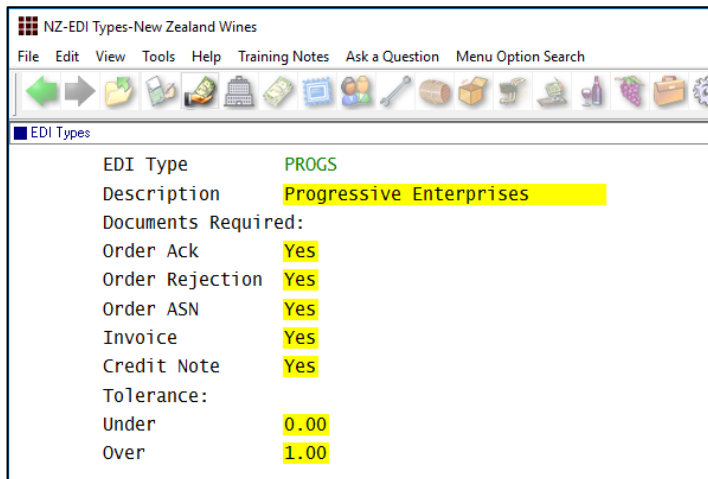 NZ-EDI Types-New Zealand Wines
File Edit View Tools Help Training Notes Ask a Question Menu Option Search
EDI Types
EDI Type PROGS
Description Progressive Enterprises
Documents Required:
Order Ack Yes
Order Rejection Yes
Order ASN Yes
Invoice Yes
Credit Note Yes
Tolerance:
Under 0.00
Over 1.00